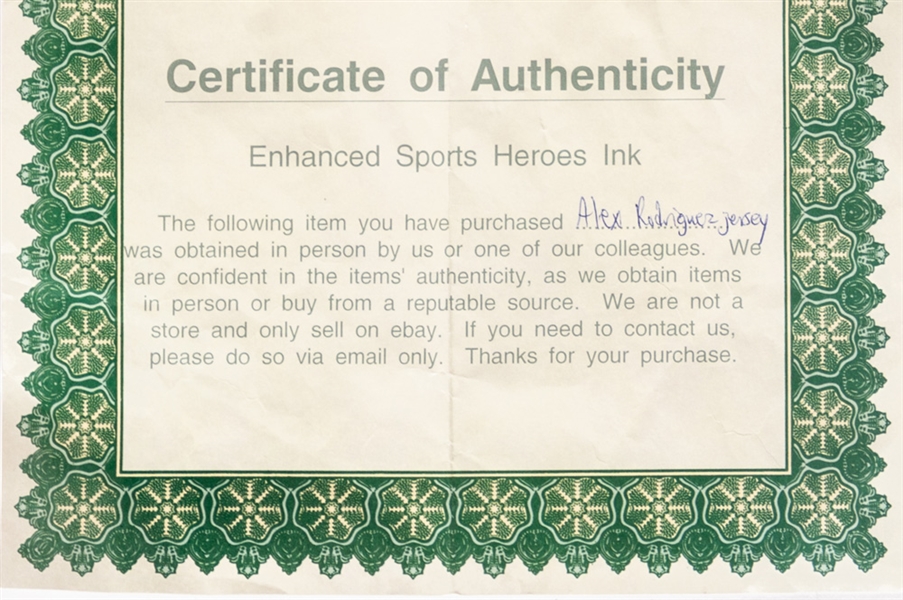 Certificate of Authenticity
Enhanced Sports Heroes Ink
The following item you have purchased Alex Rodriguez jersey
was obtained in person by us or one of our colleagues. We
are confident in the items' authenticity, as we obtain items
in person or buy from a reputable source. We are not a
store and only sell on ebay. If you need to contact us,
please do so via email only. Thanks for your purchase.